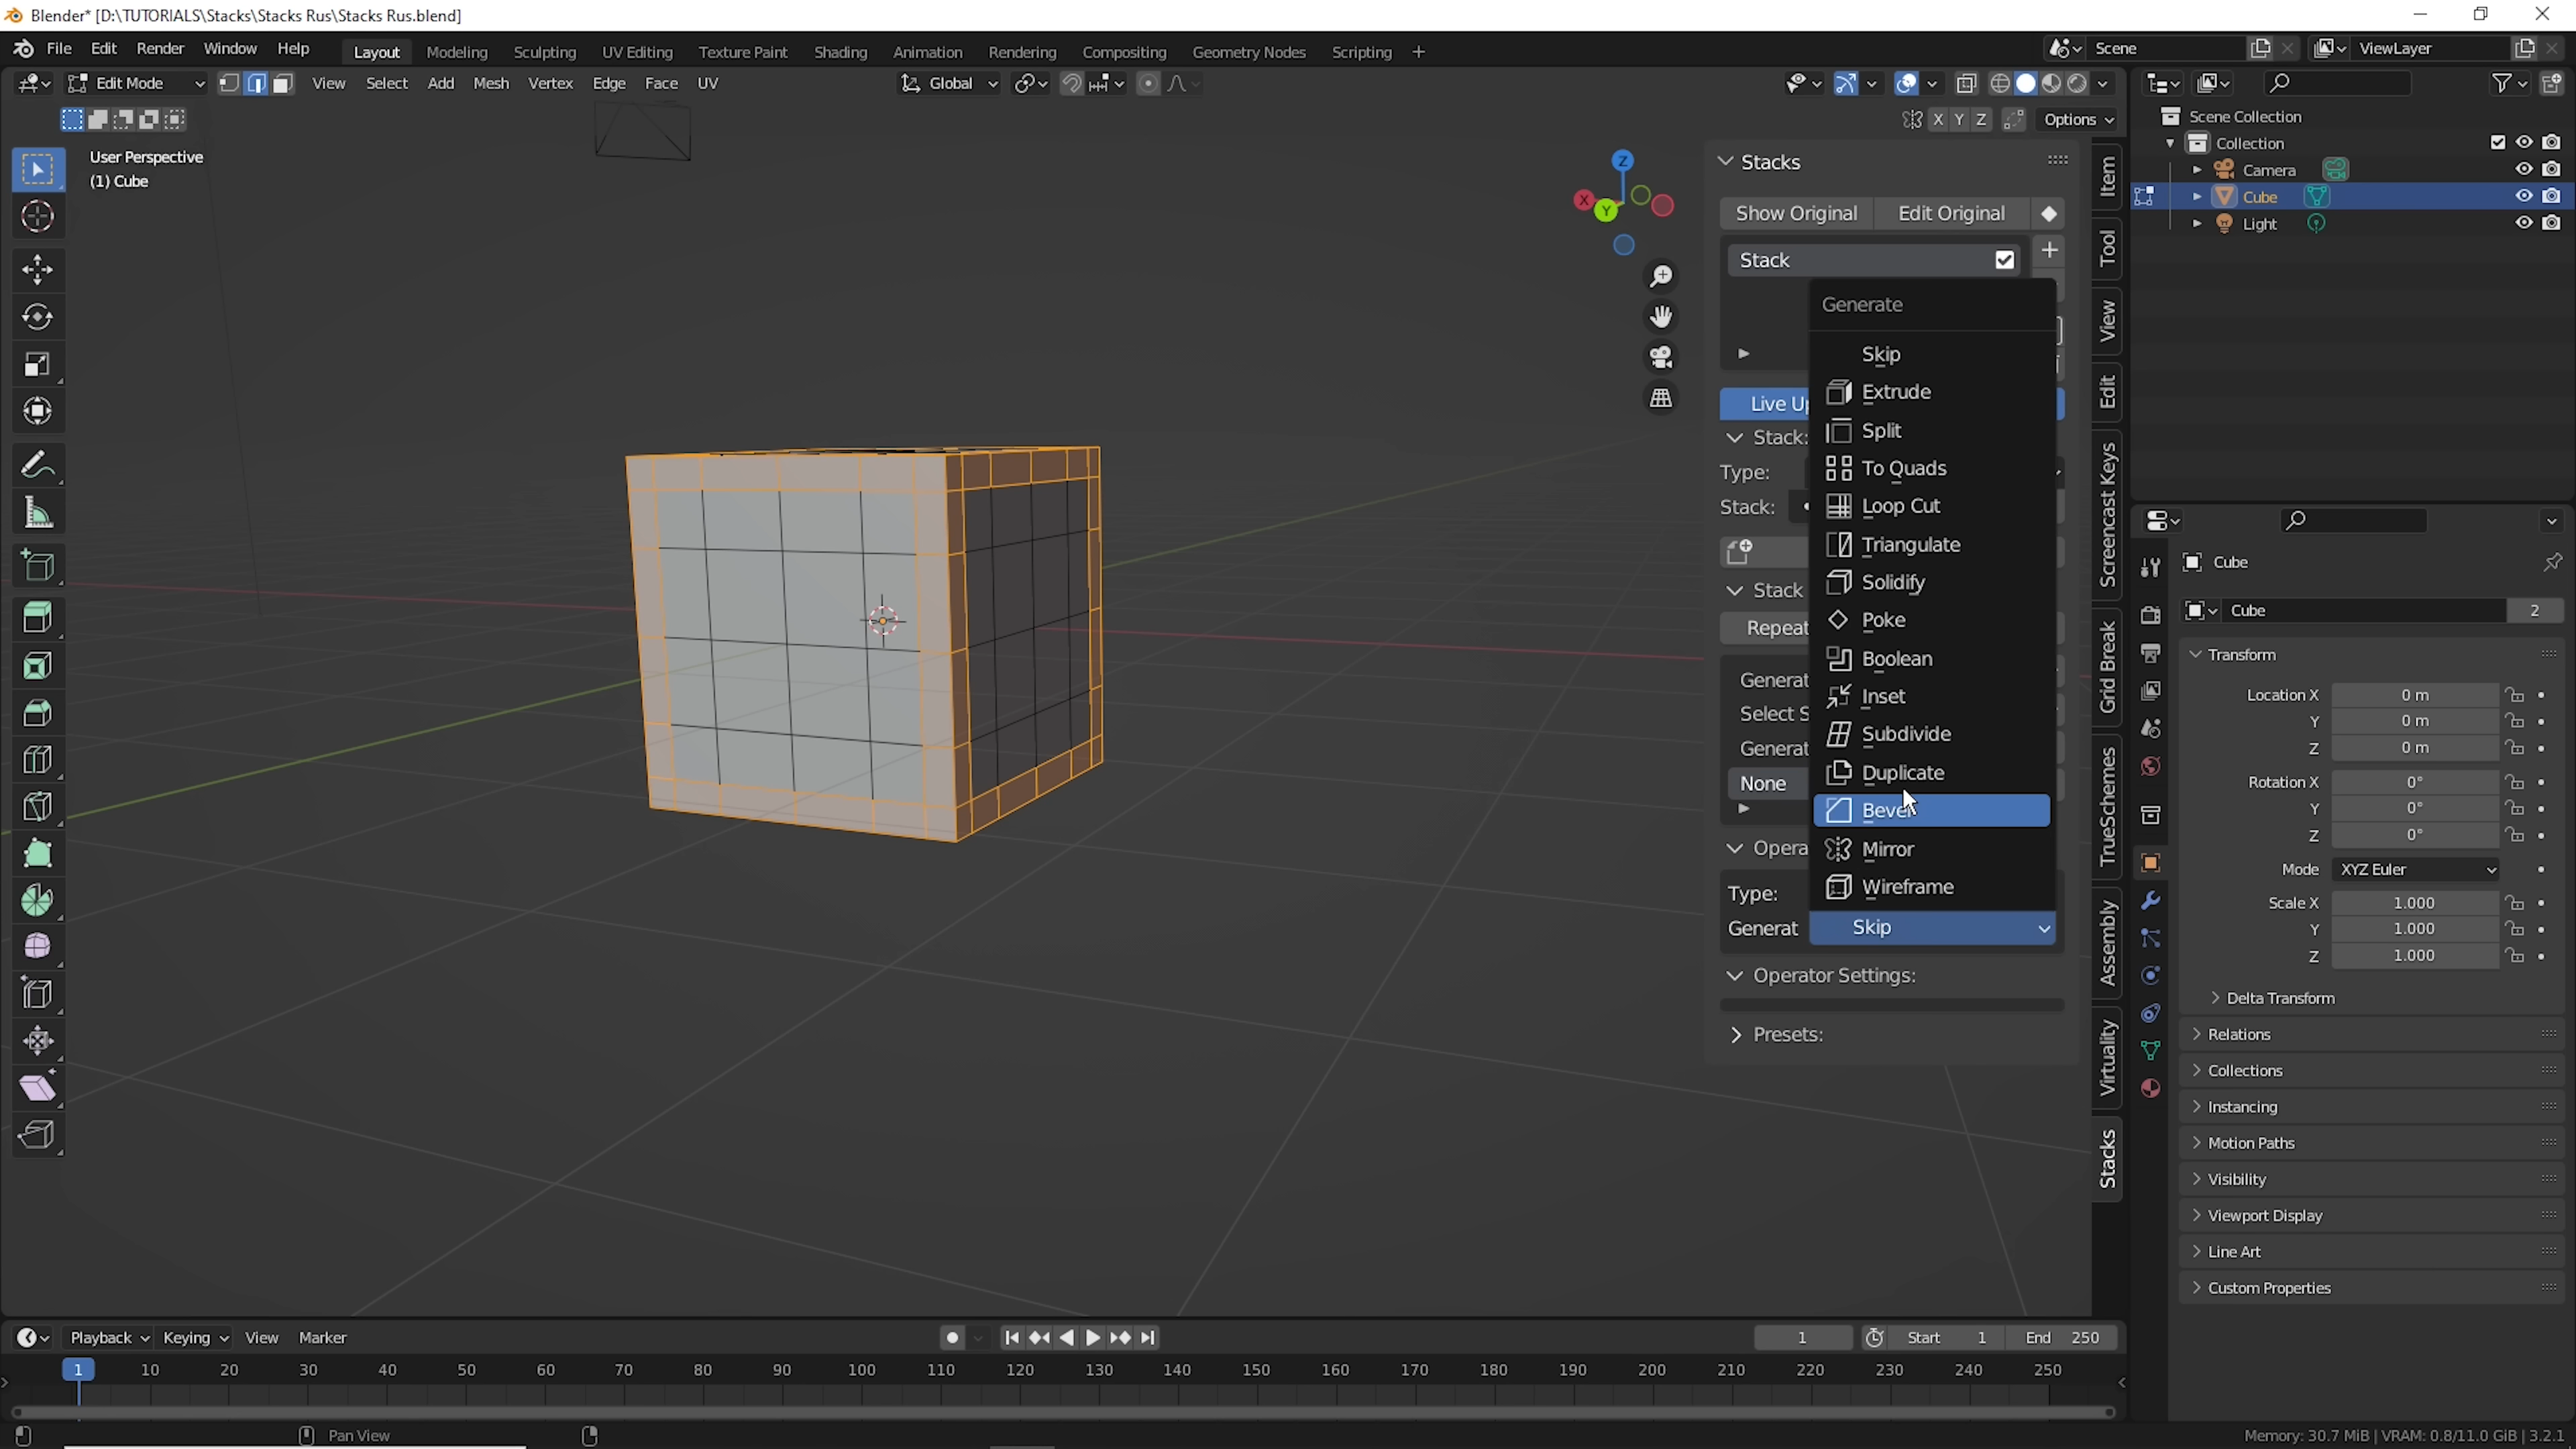 Blender* [D:\TUTORIALS\Stacks\Stacks Rus\Stacks Rus.blend]
File Edit Render Window Help Layout Modeling Sculpting UV Editing Texture Paint Shading Animation Rendering Compositing Geometry Nodes Scripting + Scene ViewLayer
Edit Mode View Select Add Mesh Vertex Edge Face UV Global
X Y Z Options
User Perspective
(1) Cube
Z
X
Y
Stacks
Show Original Edit Original
Stack
Generate
Skip
Extrude
Split
To Quads
Loop Cut
Triangulate
Solidify
Poke
Boolean
Inset
Subdivide
Duplicate
Bevel
Mirror
Wireframe
Skip
Live Up
Stack:
Type:
Stack:
Stack
Repeat
Generat
Select S
Generat
None
Opera
Type:
Generat
Operator Settings:
Presets:
Item
Tool
View
Edit
Screencast Keys
Grid Break
TrueSchemes
Assembly
Virtuality
Stacks
Scene Collection
Collection
Camera
Cube
Light
Cube
Cube 2
Transform
Location X 0 m
Y 0 m
Z 0 m
Rotation X 0°
Y 0°
Z 0°
Mode XYZ Euler
Scale X 1.000
Y 1.000
Z 1.000
Delta Transform
Relations
Collections
Instancing
Motion Paths
Visibility
Viewport Display
Line Art
Custom Properties
Playback Keying View Marker 1 Start 1 End 250
1 10 20 30 40 50 60 70 80 90 100 110 120 130 140 150 160 170 180 190 200 210 220 230 240 250
Pan View
Memory: 30.7 MiB | VRAM: 0.8/11.0 GiB | 3.2.1